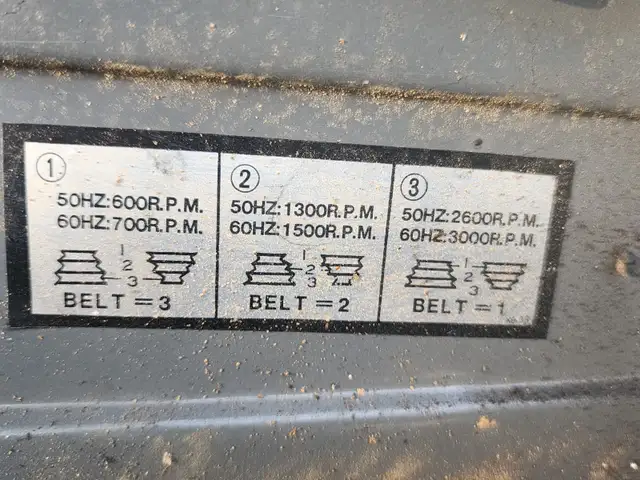 ①
50HZ:600R.P.M.
60HZ:700R.P.M.
1
2
3
BELT=3
②
50HZ:1300R.P.M.
60HZ:1500R.P.M.
1
2
3
BELT=2
③
50HZ:2600R.P.M.
60HZ:3000R.P.M.
1
2
3
BELT=1